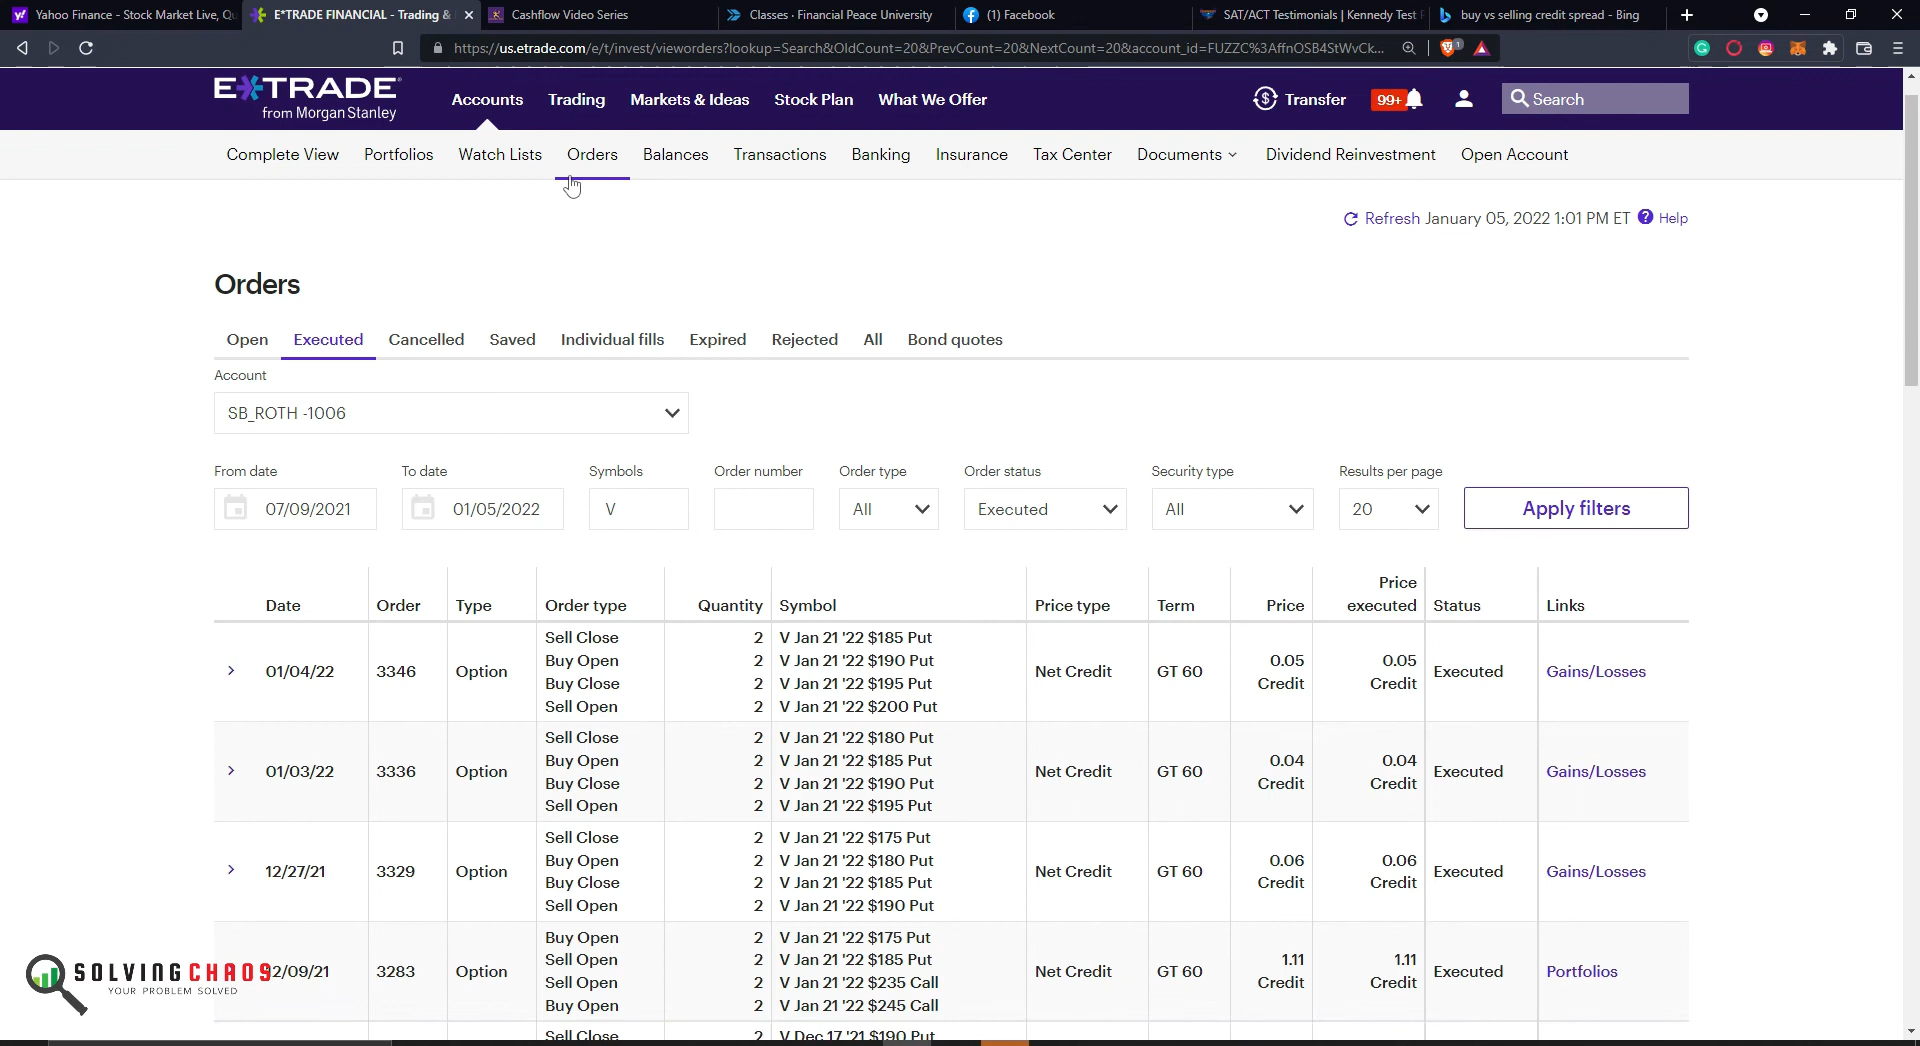 Yahoo Finance - Stock Market Live, Qu
E*TRADE FINANCIAL - Trading &
Cashflow Video Series
Classes · Financial Peace University
(1) Facebook
SAT/ACT Testimonials | Kennedy Test
buy vs selling credit spread - Bing
https://us.etrade.com/e/t/invest/vieworders?lookup=Search&OldCount=20&PrevCount=20&NextCount=20&account_id=FUZZC%3AffnOSB4StWvCk...
1
E*TRADE
from Morgan Stanley
Accounts Trading Markets & Ideas Stock Plan What We Offer
Transfer 99+ Search
Complete View Portfolios Watch Lists Orders Balances Transactions Banking Insurance Tax Center Documents Dividend Reinvestment Open Account
Refresh January 05, 2022 1:01 PM ET ? Help
Orders
Open Executed Cancelled Saved Individual fills Expired Rejected All Bond quotes
Account
SB_ROTH -1006
From date To date Symbols Order number Order type Order status Security type Results per page
07/09/2021 01/05/2022 V All Executed All 20 Apply filters
Date Order Type Order type Quantity Symbol Price type Term Price Price executed Status Links
01/04/22 3346 Option Net Credit GT 60 0.05 Credit 0.05 Credit Executed Gains/Losses
Sell Close 2 V Jan 21 '22 $185 Put
Buy Open 2 V Jan 21 '22 $190 Put
Buy Close 2 V Jan 21 '22 $195 Put
Sell Open 2 V Jan 21 '22 $200 Put
01/03/22 3336 Option Net Credit GT 60 0.04 Credit 0.04 Credit Executed Gains/Losses
Sell Close 2 V Jan 21 '22 $180 Put
Buy Open 2 V Jan 21 '22 $185 Put
Buy Close 2 V Jan 21 '22 $190 Put
Sell Open 2 V Jan 21 '22 $195 Put
12/27/21 3329 Option Net Credit GT 60 0.06 Credit 0.06 Credit Executed Gains/Losses
Sell Close 2 V Jan 21 '22 $175 Put
Buy Open 2 V Jan 21 '22 $180 Put
Buy Close 2 V Jan 21 '22 $185 Put
Sell Open 2 V Jan 21 '22 $190 Put
2/09/21 3283 Option Net Credit GT 60 1.11 Credit 1.11 Credit Executed Portfolios
Buy Open 2 V Jan 21 '22 $175 Put
Sell Open 2 V Jan 21 '22 $185 Put
Sell Open 2 V Jan 21 '22 $235 Call
Buy Open 2 V Jan 21 '22 $245 Call
Sell Close 2 V Dec 17 '21 $190 Put
SOLVING CHAOS
YOUR PROBLEM SOLVED